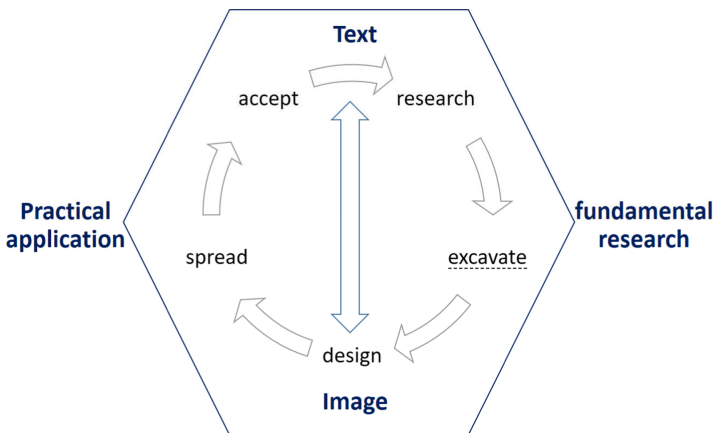 Text
accept
research
Practical
application
fundamental
research
spread
excavate
design
Image